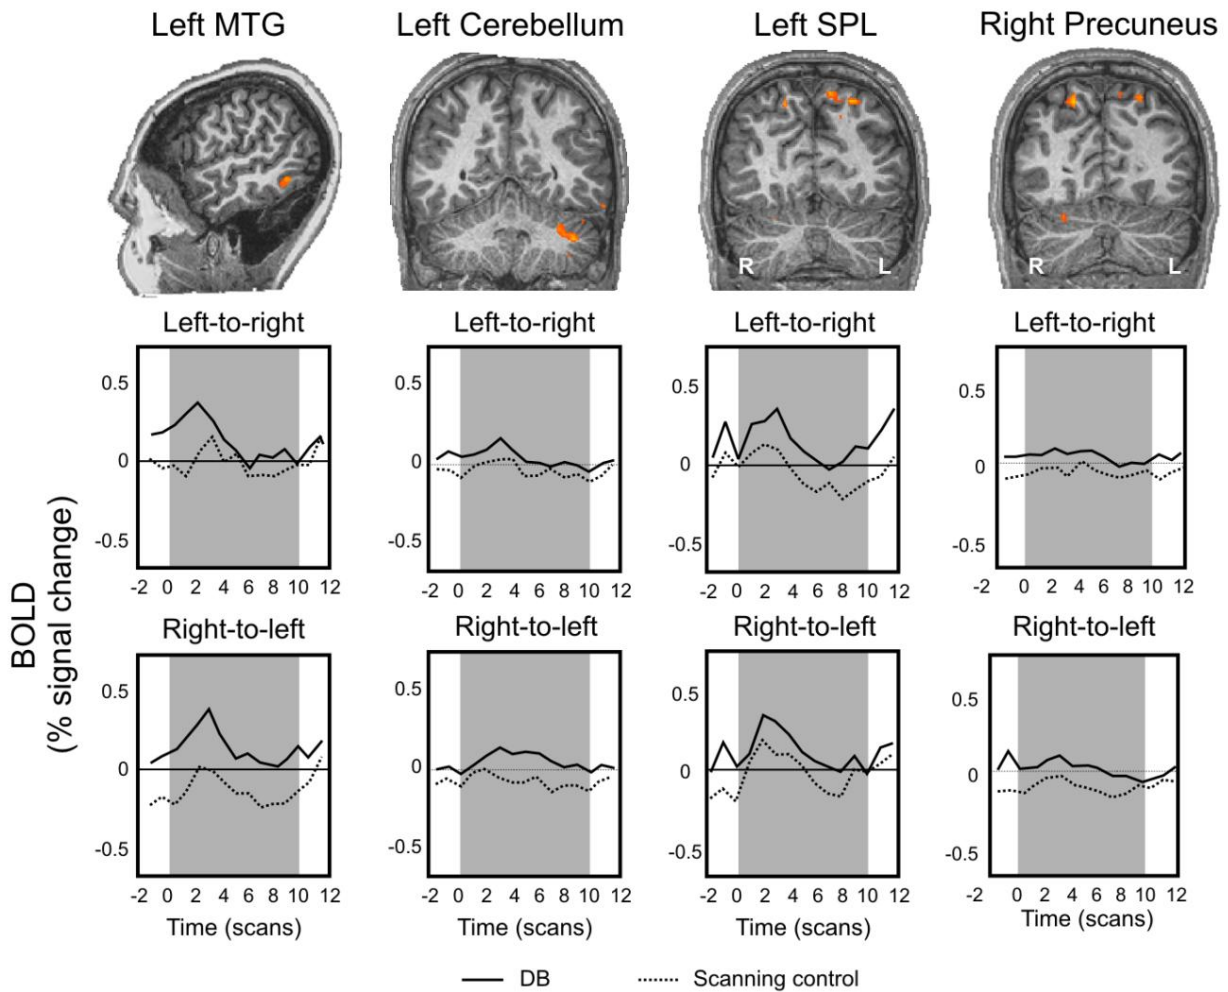 Left MTG
Left Cerebellum
Left SPL
Right Precuneus
R
L
R
L
Left-to-right
Left-to-right
Left-to-right
Left-to-right
0.5
0
-0.5
0.5
0
-0.5
0.5
0
-0.5
0.5
0
-0.5
-2 0 2 4 6 8 10 12
-2 0 2 4 6 8 10 12
-2 0 2 4 6 8 10 12
-2 0 2 4 6 8 10 12
BOLD
(% signal change)
Right-to-left
Right-to-left
Right-to-left
Right-to-left
0.5
0
-0.5
0.5
0
-0.5
0.5
0
-0.5
0.5
0
-0.5
-2 0 2 4 6 8 10 12
-2 0 2 4 6 8 10 12
-2 0 2 4 6 8 10 12
-2 0 2 4 6 8 10 12
Time (scans)
Time (scans)
Time (scans)
Time (scans)
DB
Scanning control